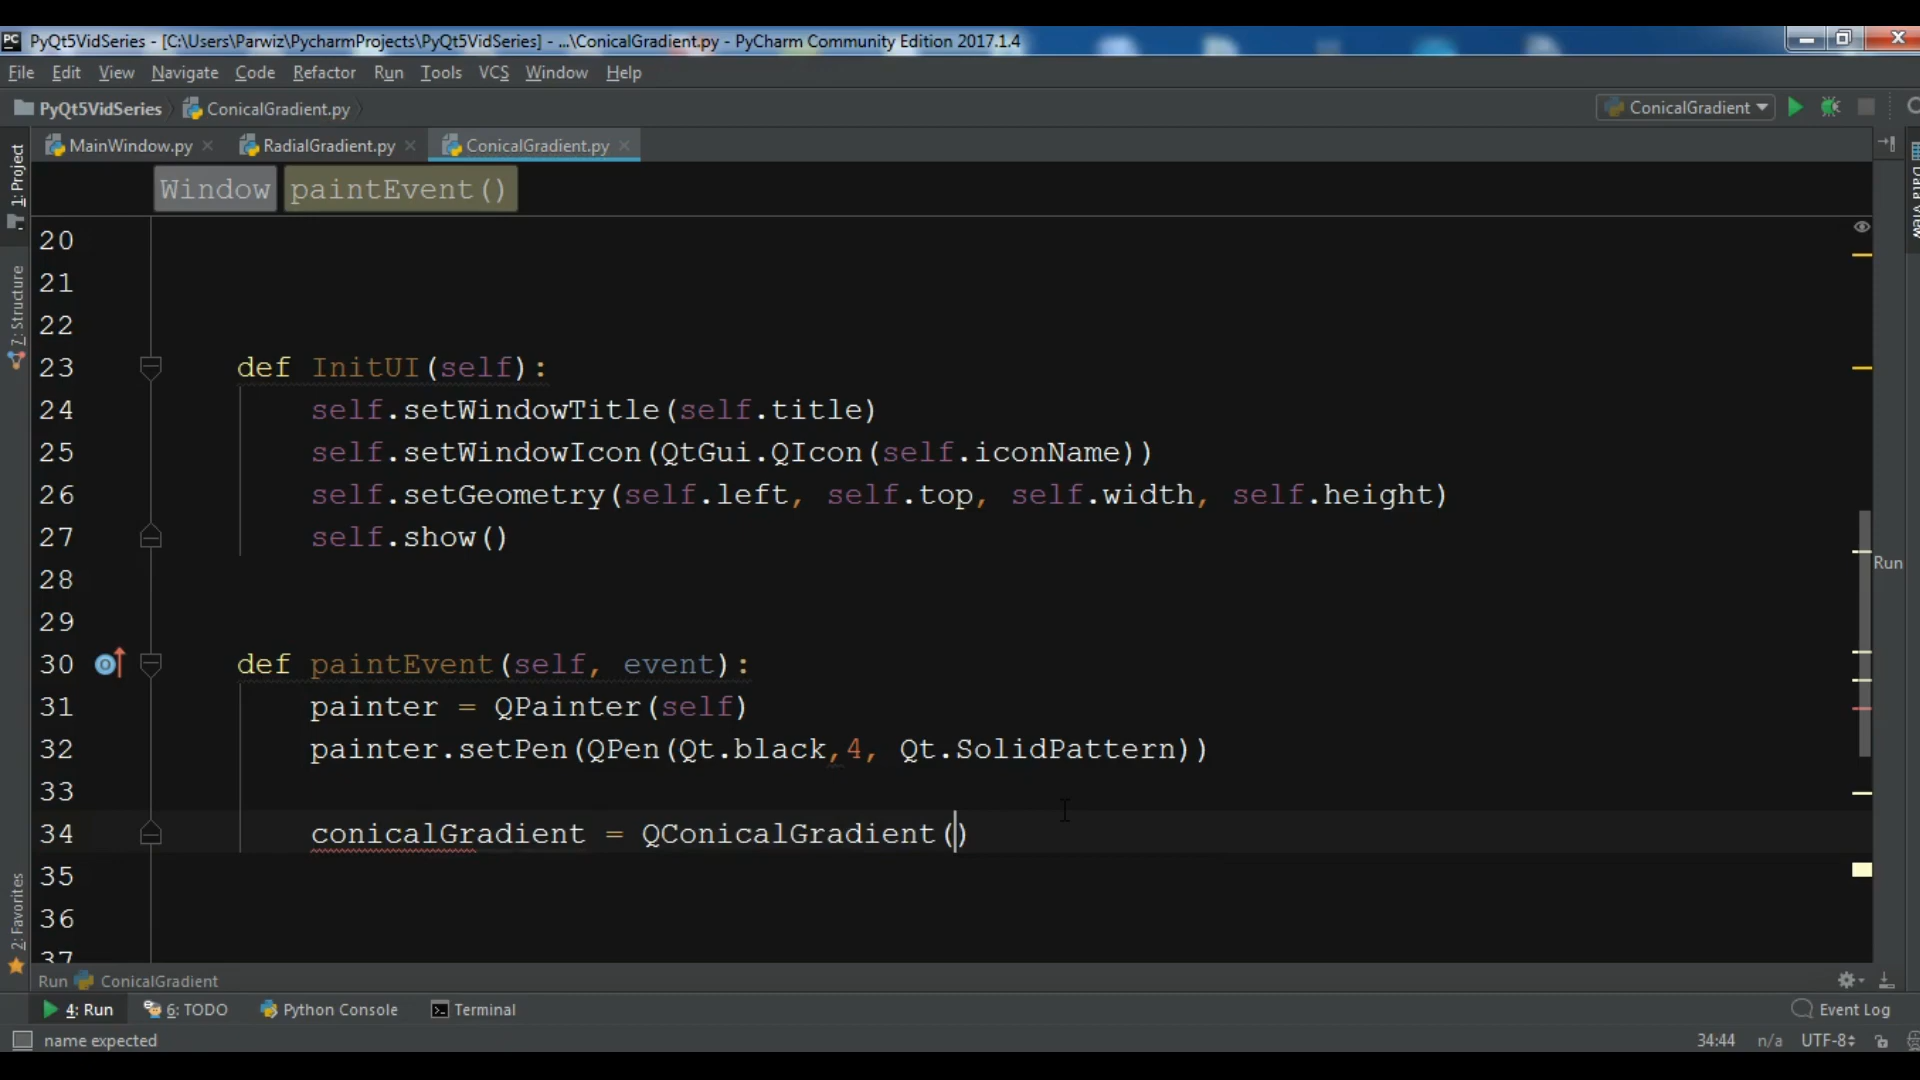 PyQt5VidSeries - [C:\Users\Parwiz\PycharmProjects\PyQt5VidSeries] - ...\ConicalGradient.py - PyCharm Community Edition 2017.1.4
File Edit View Navigate Code Refactor Run Tools VCS Window Help
PyQt5VidSeries ConicalGradient.py ConicalGradient
MainWindow.py RadialGradient.py ConicalGradient.py
1: Project
7: Structure
2: Favorites
Data View
Window paintEvent()
20
21
22
23 def InitUI(self):
24 self.setWindowTitle(self.title)
25 self.setWindowIcon(QtGui.QIcon(self.iconName))
26 self.setGeometry(self.left, self.top, self.width, self.height)
27 self.show()
28
29
30 def paintEvent(self, event):
31 painter = QPainter(self)
32 painter.setPen(QPen(Qt.black,4, Qt.SolidPattern))
33
34 conicalGradient = QConicalGradient()
35
36
37
Run
Run ConicalGradient
4: Run 6: TODO Python Console Terminal Event Log
name expected 34:44 n/a UTF-8